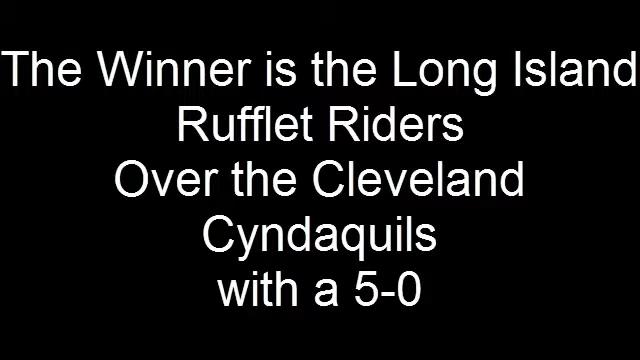 The Winner is the Long Island
Rufflet Riders
Over the Cleveland
Cyndaquils
with a 5-0